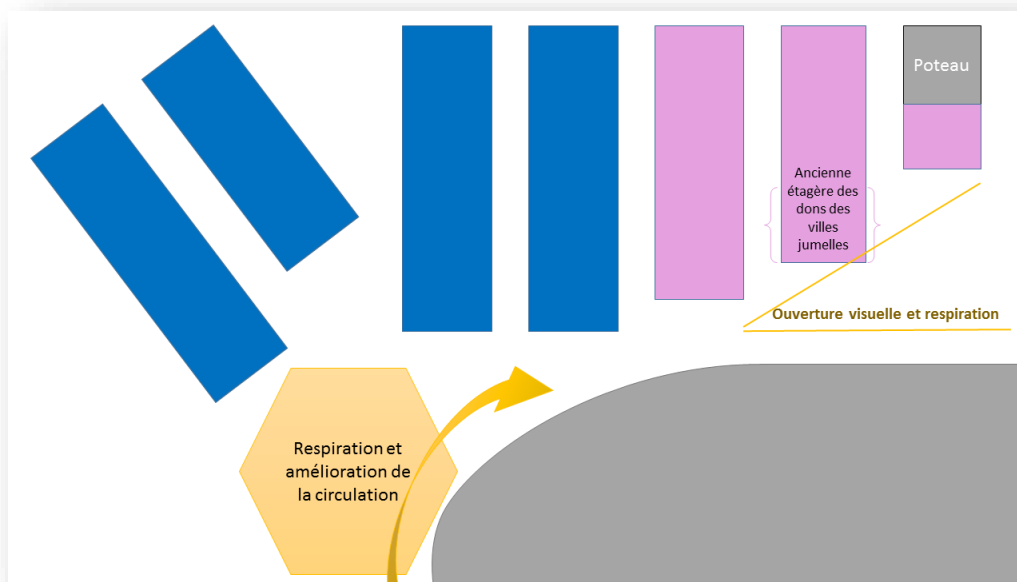 Poteau
Ancienne
étagère des
dons des
villes
jumelles
Ouverture visuelle et respiration
Respiration et
amélioration de
la circulation